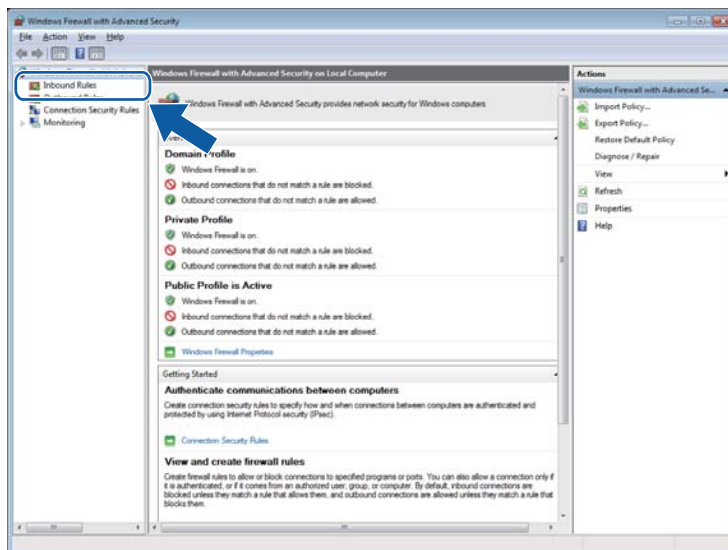 Windows Firewall with Advanced Security
File Action View Help
Inbound Rules
Outbound Rules
Connection Security Rules
Monitoring
Windows Firewall with Advanced Security on Local Computer
Windows Firewall with Advanced Security provides network security for Windows computers.
Domain Profile
Windows Firewall is on.
Inbound connections that do not match a rule are blocked.
Outbound connections that do not match a rule are allowed.
Private Profile
Windows Firewall is on.
Inbound connections that do not match a rule are blocked.
Outbound connections that do not match a rule are allowed.
Public Profile is Active
Windows Firewall is on.
Inbound connections that do not match a rule are blocked.
Outbound connections that do not match a rule are allowed.
Windows Firewall Properties
Getting Started
Authenticate communications between computers
Create connection security rules to specify how and when connections between computers are authenticated and
protected by using Internet Protocol security (IPsec).
Connection Security Rules
View and create firewall rules
Create firewall rules to allow or block connections to specified programs or ports. You can also allow a connection only if
it is authenticated, or if it comes from an authorized user, group, or computer. By default, inbound connections are
blocked unless they match a rule that allows them, and outbound connections are allowed unless they match a rule that
blocks them.
Actions
Windows Firewall with Advanced Se...
Import Policy...
Export Policy...
Restore Default Policy
Diagnose / Repair
View
Refresh
Properties
Help